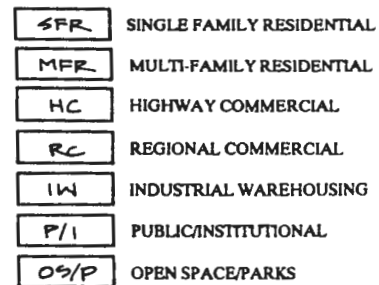 SFR SINGLE FAMILY RESIDENTIAL
MFR MULTI-FAMILY RESIDENTIAL
HC HIGHWAY COMMERCIAL
RC REGIONAL COMMERCIAL
IW INDUSTRIAL WAREHOUSING
P/I PUBLIC/INSTITUTIONAL
OS/P OPEN SPACE/PARKS